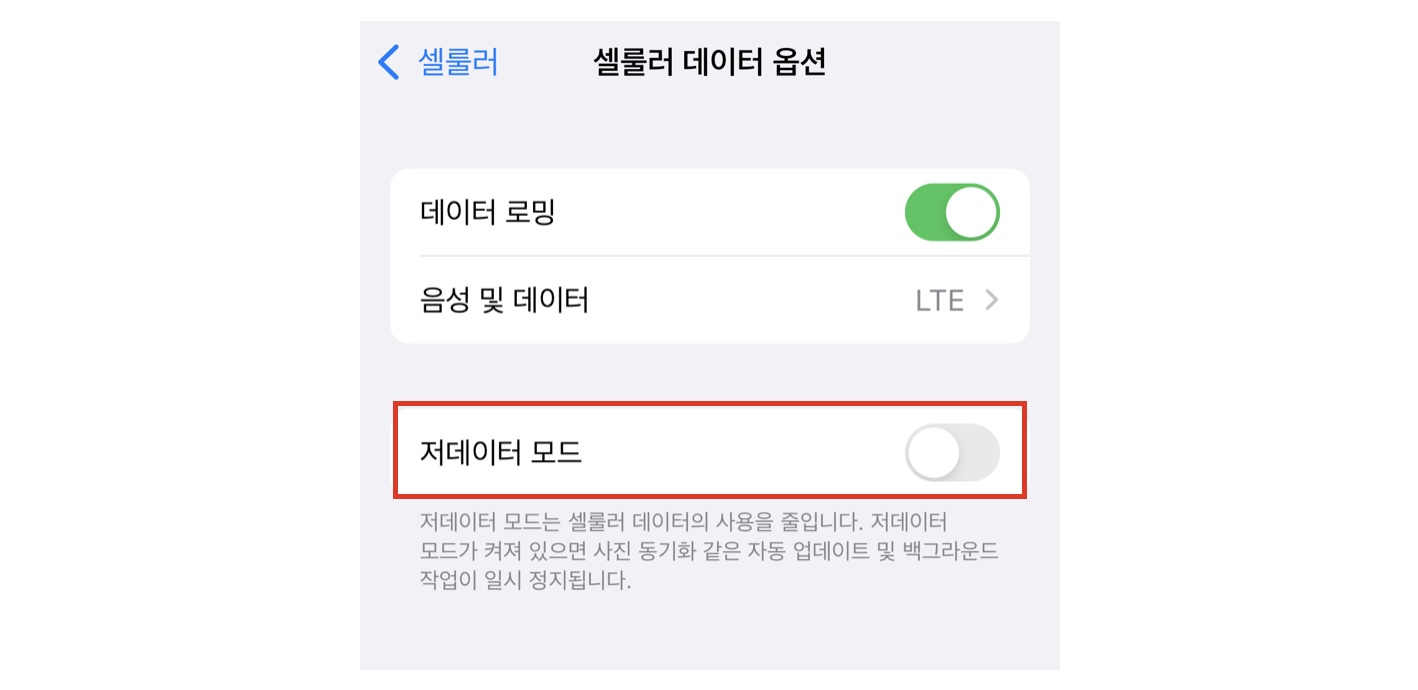 셀룰러
셀룰러 데이터 옵션
데이터 로밍
음성 및 데이터
LTE
저데이터 모드
저데이터 모드는 셀룰러 데이터의 사용을 줄입니다. 저데이터
모드가 켜져 있으면 사진 동기화 같은 자동 업데이트 및 백그라운드
작업이 일시 정지됩니다.